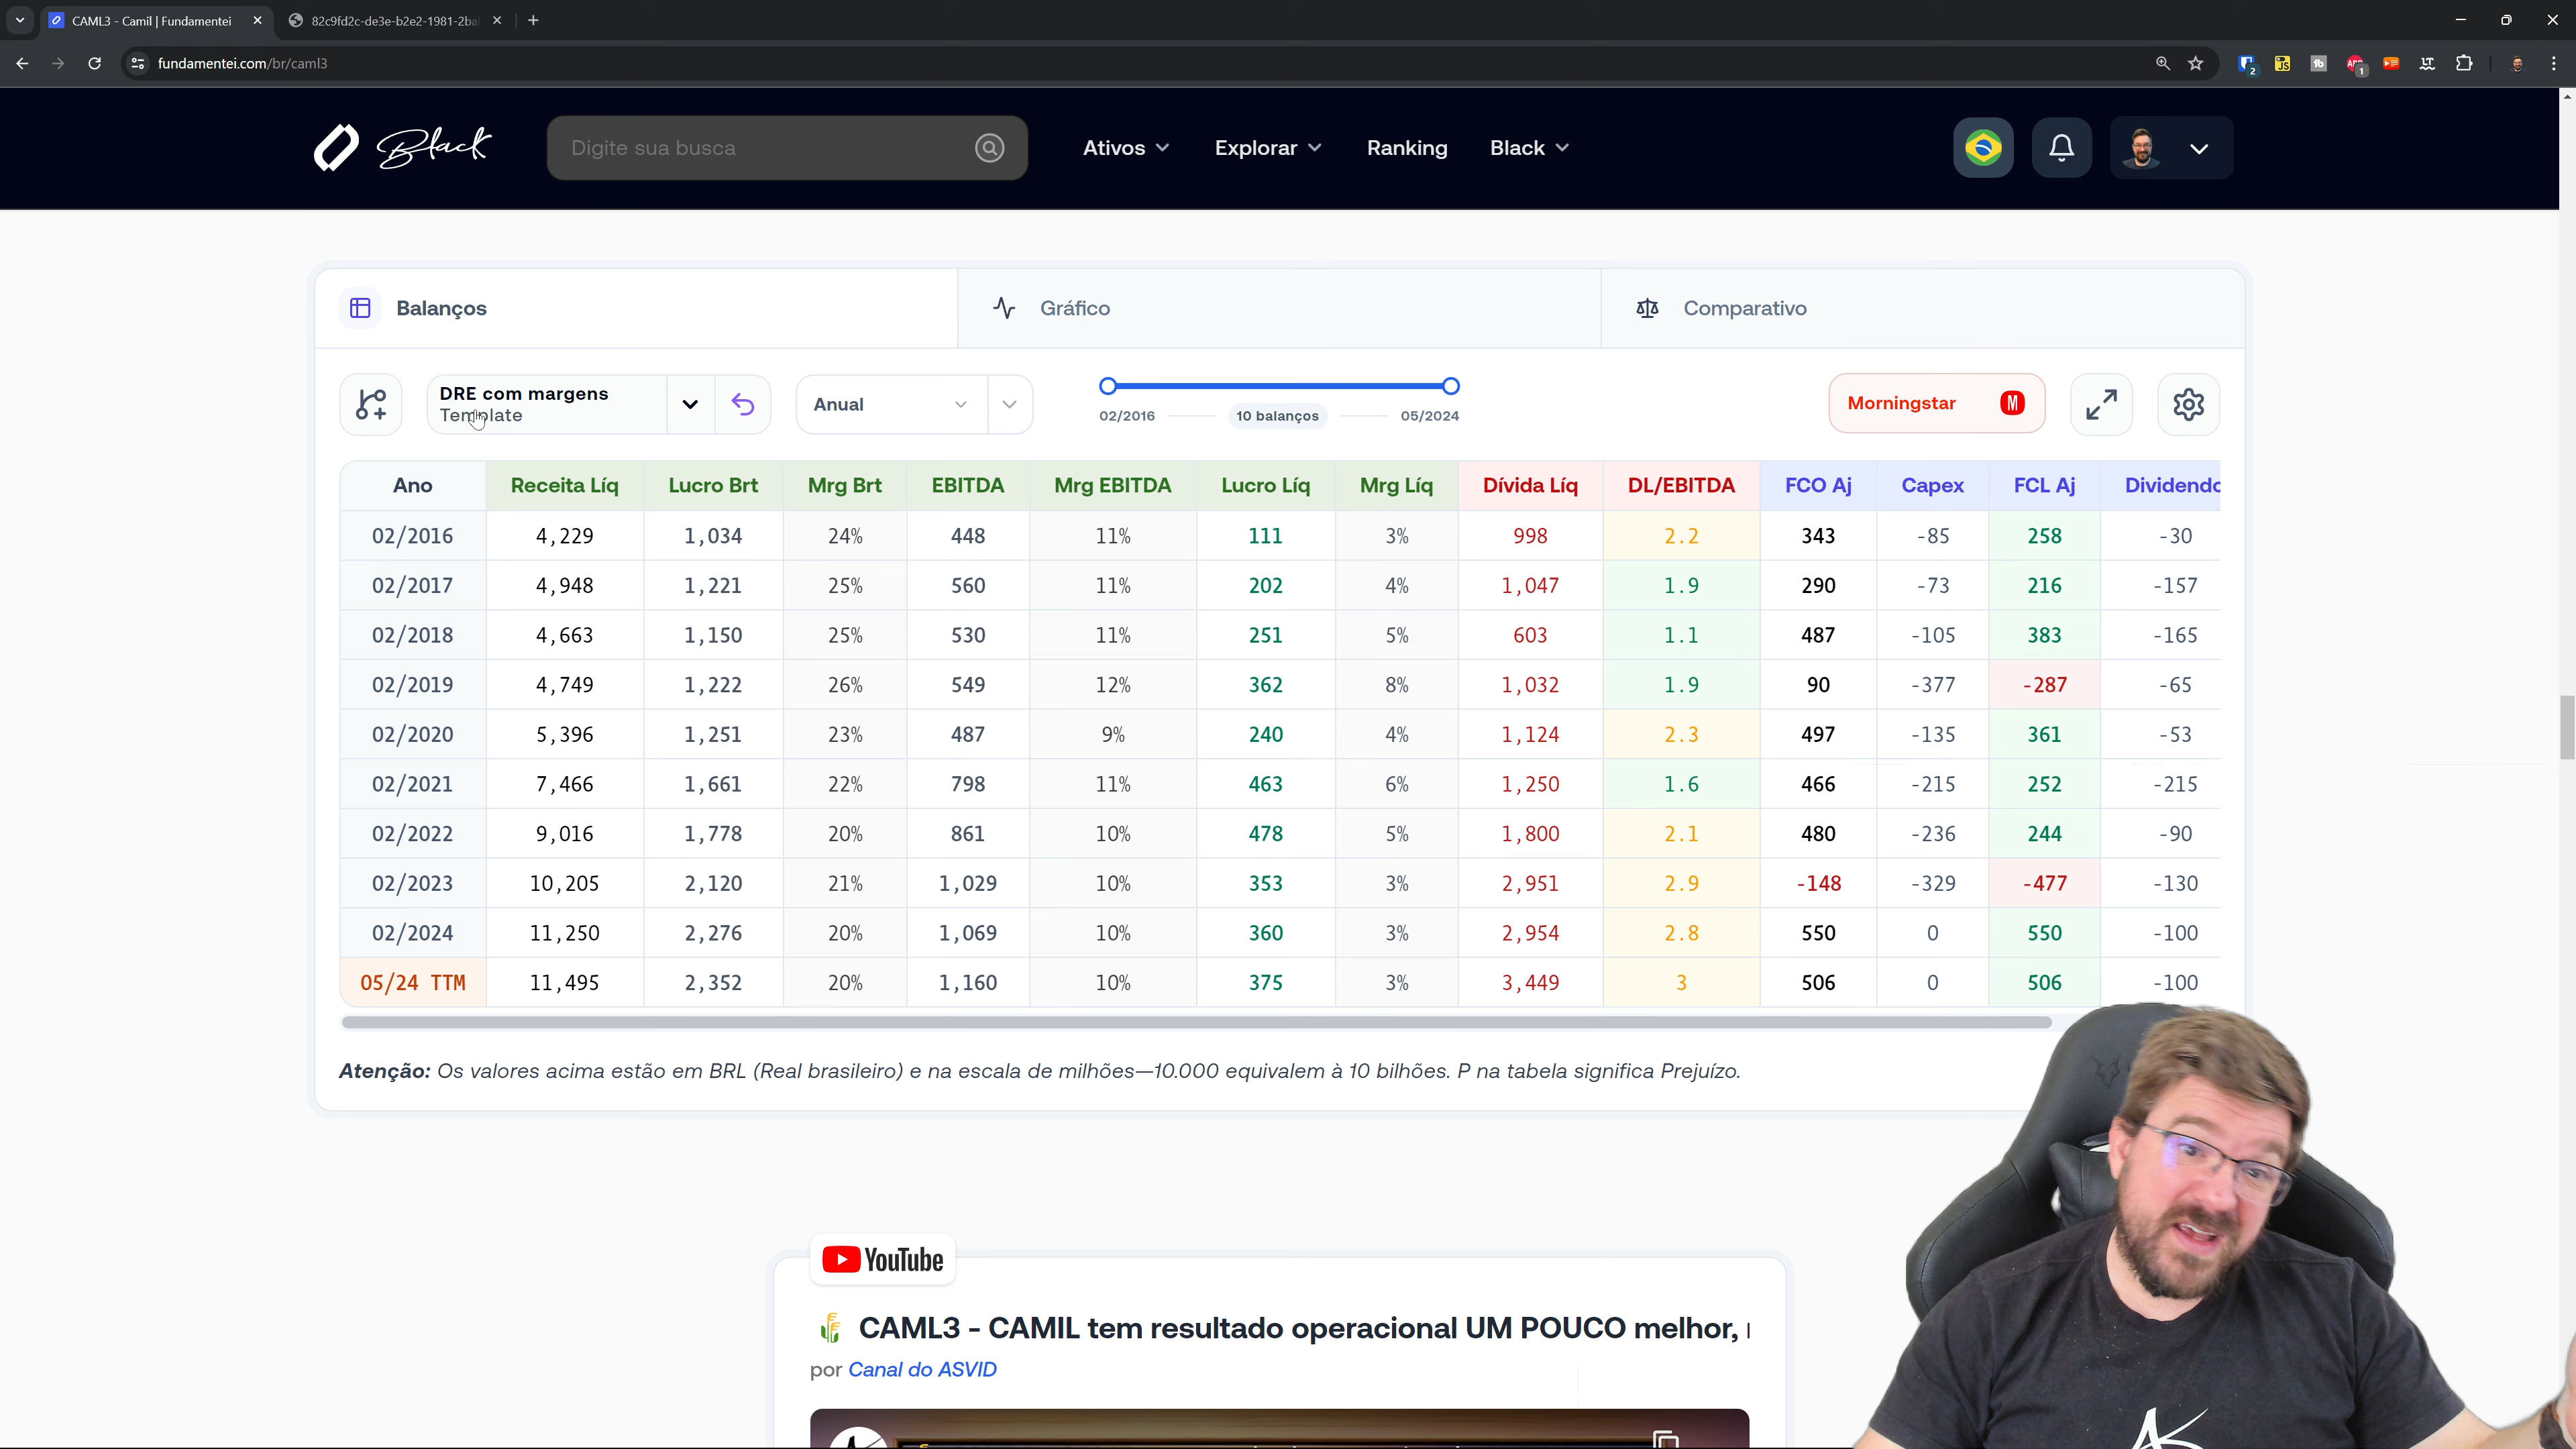 CAML3 - Camil | Fundamentei
82c9fd2c-de3e-b2e2-1981-2ba
fundamentei.com/br/caml3
Black
Digite sua busca
Ativos
Explorar
Ranking
Black
Balanços
Gráfico
Comparativo
DRE com margens
Template
Anual
02/2016
10 balanços
05/2024
Morningstar M
Ano Receita Líq Lucro Brt Mrg Brt EBITDA Mrg EBITDA Lucro Líq Mrg Líq Dívida Líq DL/EBITDA FCO Aj Capex FCL Aj Dividendo
02/2016 4,229 1,034 24% 448 11% 111 3% 998 2.2 343 -85 258 -30
02/2017 4,948 1,221 25% 560 11% 202 4% 1,047 1.9 290 -73 216 -157
02/2018 4,663 1,150 25% 530 11% 251 5% 603 1.1 487 -105 383 -165
02/2019 4,749 1,222 26% 549 12% 362 8% 1,032 1.9 90 -377 -287 -65
02/2020 5,396 1,251 23% 487 9% 240 4% 1,124 2.3 497 -135 361 -53
02/2021 7,466 1,661 22% 798 11% 463 6% 1,250 1.6 466 -215 252 -215
02/2022 9,016 1,778 20% 861 10% 478 5% 1,800 2.1 480 -236 244 -90
02/2023 10,205 2,120 21% 1,029 10% 353 3% 2,951 2.9 -148 -329 -477 -130
02/2024 11,250 2,276 20% 1,069 10% 360 3% 2,954 2.8 550 0 550 -100
05/24 TTM 11,495 2,352 20% 1,160 10% 375 3% 3,449 3 506 0 506 -100
Atenção: Os valores acima estão em BRL (Real brasileiro) e na escala de milhões—10.000 equivalem à 10 bilhões. P na tabela significa Prejuízo.
YouTube
CAML3 - CAMIL tem resultado operacional UM POUCO melhor,
por Canal do ASVID